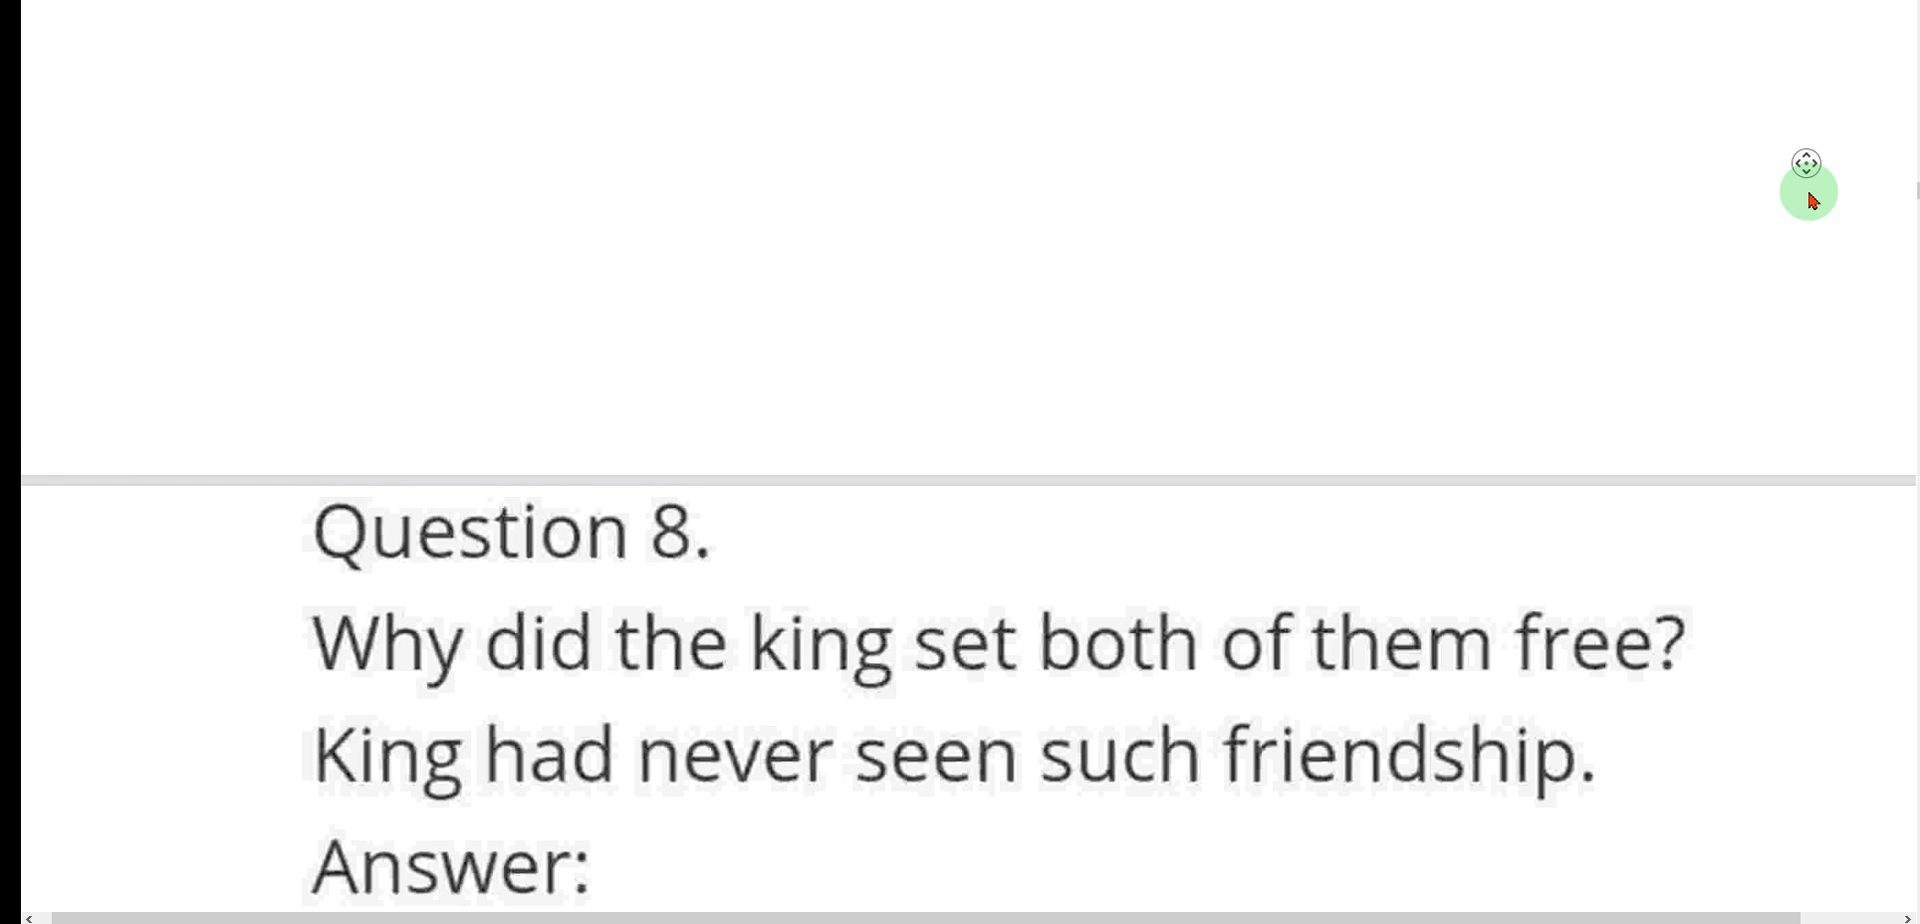 Question 8.
Why did the king set both of them free?
King had never seen such friendship.
Answer: